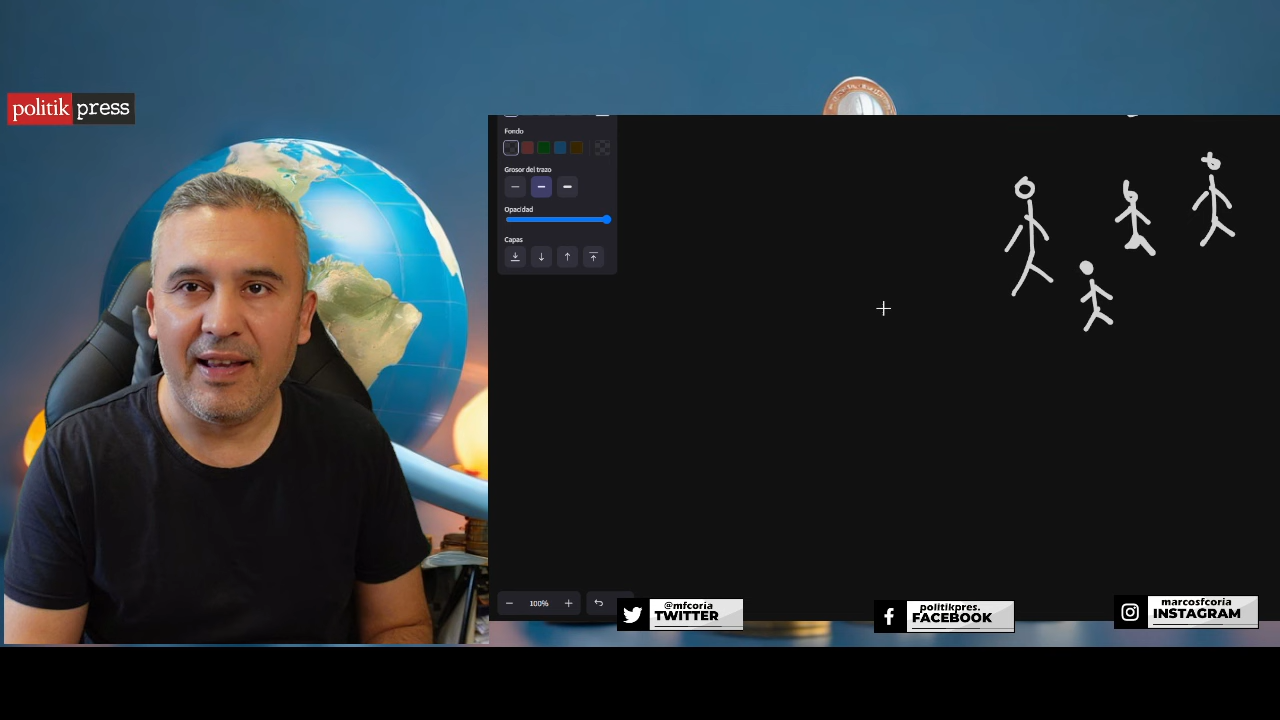 politik press
Fondo
Grosor del trazo
Opacidad
Capas
100%
@mfcoria
TWITTER
politikpres.
FACEBOOK
marcosfcoria
INSTAGRAM